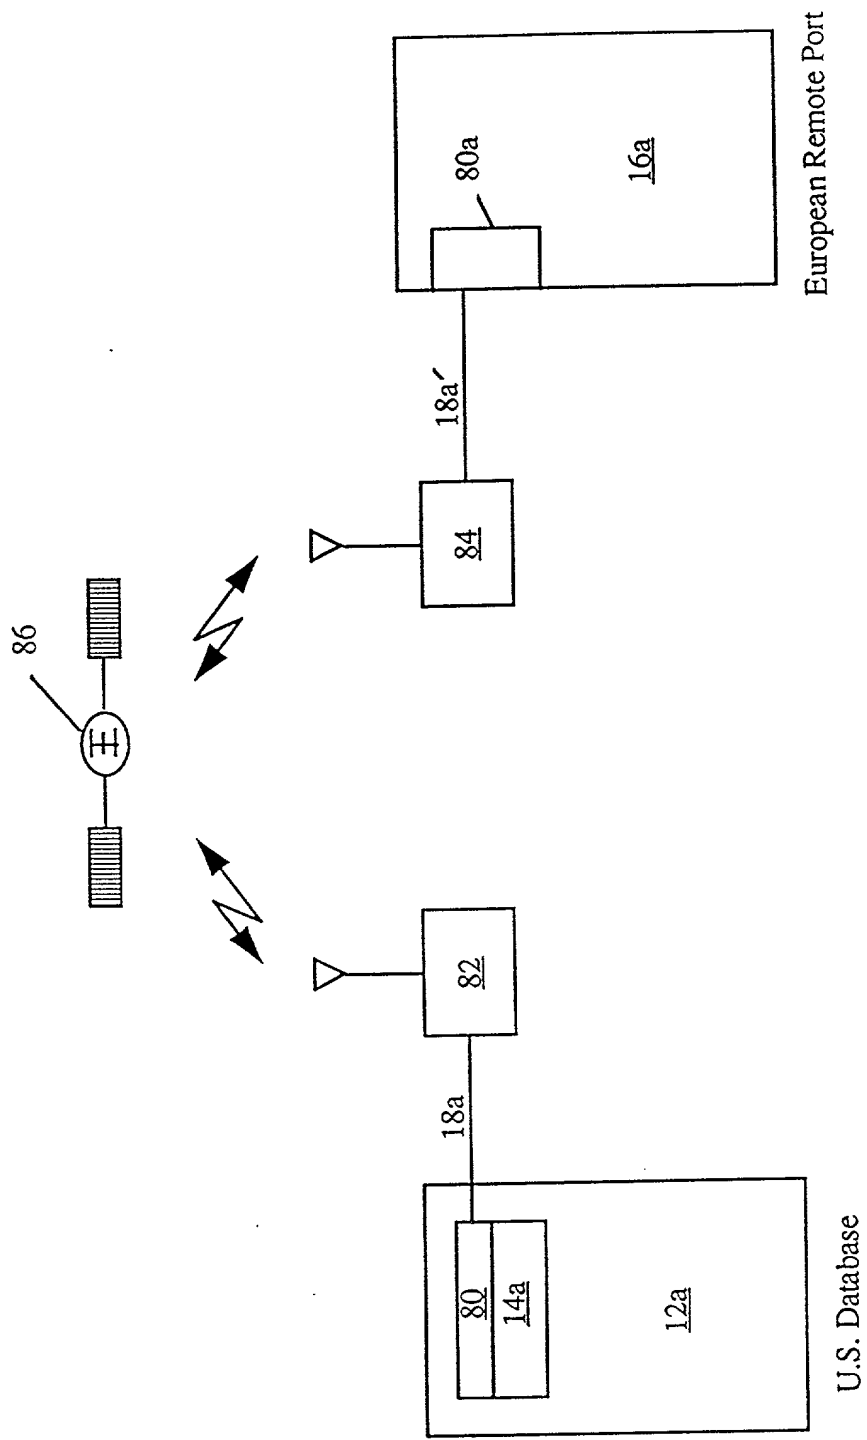 86
18a
82
84
18a′
80a
80
14a
12a
16a
U.S. Database
European Remote Port